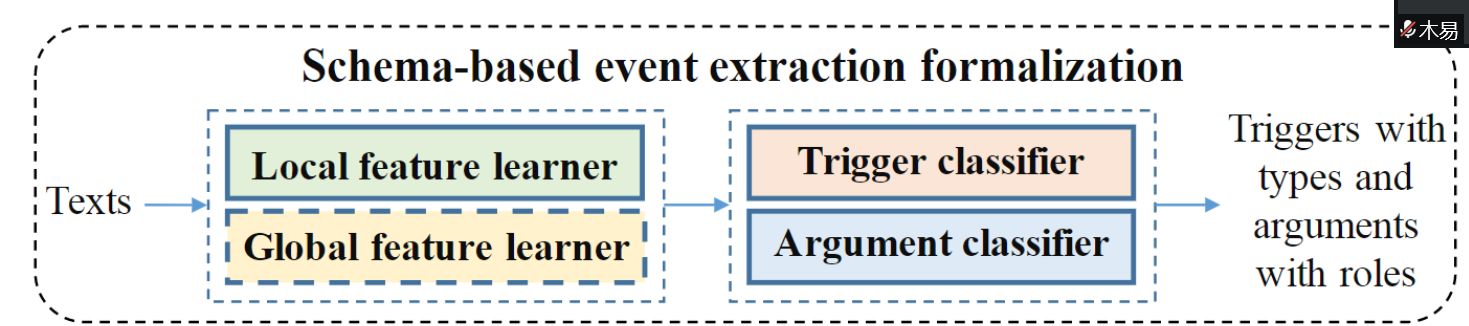 木易
Schema-based event extraction formalization
Texts
Local feature learner
Global feature learner
Trigger classifier
Argument classifier
Triggers with
types and
arguments
with roles